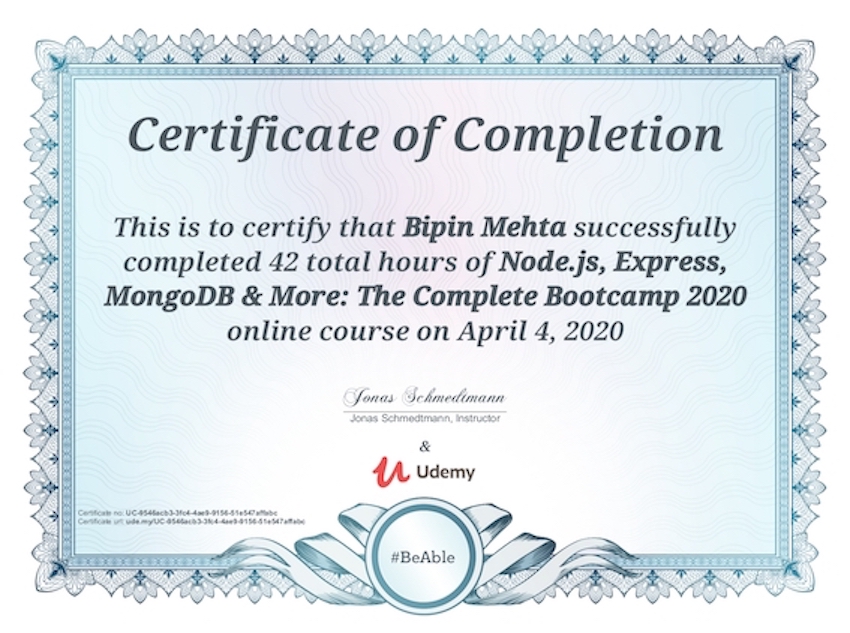 Certificate of Completion
This is to certify that Bipin Mehta successfully
completed 42 total hours of Node.js, Express,
MongoDB & More: The Complete Bootcamp 2020
online course on April 4, 2020
Jonas Schmedtmann
Jonas Schmedtmann, Instructor
&
Udemy
Certificate no: UC-9546acb3-3fc4-4ae9-9156-51e547affabc
Certificate url: ude.my/UC-9546acb3-3fc4-4ae9-9156-51e547affabc
#BeAble